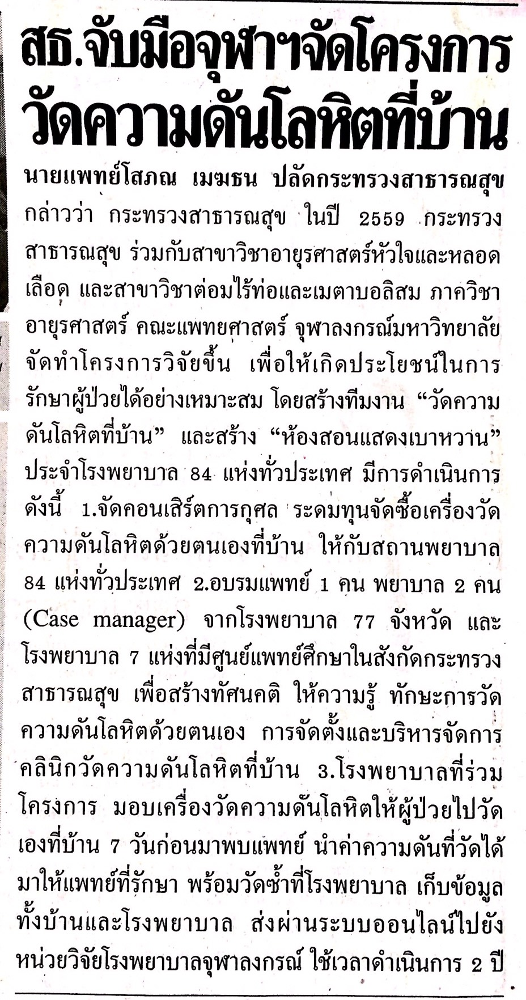 สธ.จับมือจุฬาฯจัดโครงการ
วัดความดันโลหิตที่บ้าน
นายแพทย์โสภณ เมฆธน ปลัดกระทรวงสาธารณสุข
กล่าวว่า กระทรวงสาธารณสุข ในปี 2559 กระทรวง
สาธารณสุข ร่วมกับสาขาวิชาอายุรศาสตร์หัวใจและหลอด
เลือด และสาขาวิชาต่อมไร้ท่อและเมตาบอลิสม ภาควิชา
อายุรศาสตร์ คณะแพทยศาสตร์ จุฬาลงกรณ์มหาวิทยาลัย
จัดทำโครงการวิจัยขึ้น เพื่อให้เกิดประโยชน์ในการ
รักษาผู้ป่วยได้อย่างเหมาะสม โดยสร้างทีมงาน “วัดความ
ดันโลหิตที่บ้าน” และสร้าง “ห้องสอนแสดงเบาหวาน”
ประจำโรงพยาบาล 84 แห่งทั่วประเทศ มีการดำเนินการ
ดังนี้ 1.จัดคอนเสิร์ตการกุศล ระดมทุนจัดซื้อเครื่องวัด
ความดันโลหิตด้วยตนเองที่บ้าน ให้กับสถานพยาบาล
84 แห่งทั่วประเทศ 2.อบรมแพทย์ 1 คน พยาบาล 2 คน
(Case manager) จากโรงพยาบาล 77 จังหวัด และ
โรงพยาบาล 7 แห่งที่มีศูนย์แพทย์ศึกษาในสังกัดกระทรวง
สาธารณสุข เพื่อสร้างทัศนคติ ให้ความรู้ ทักษะการวัด
ความดันโลหิตด้วยตนเอง การจัดตั้งและบริหารจัดการ
คลินิกวัดความดันโลหิตที่บ้าน 3.โรงพยาบาลที่ร่วม
โครงการ มอบเครื่องวัดความดันโลหิตให้ผู้ป่วยไปวัด
เองที่บ้าน 7 วันก่อนมาพบแพทย์ นำค่าความดันที่วัดได้
มาให้แพทย์ที่รักษา พร้อมวัดซ้ำที่โรงพยาบาล เก็บข้อมูล
ทั้งบ้านและโรงพยาบาล ส่งผ่านระบบออนไลน์ไปยัง
หน่วยวิจัยโรงพยาบาลจุฬาลงกรณ์ ใช้เวลาดำเนินการ 2 ปี